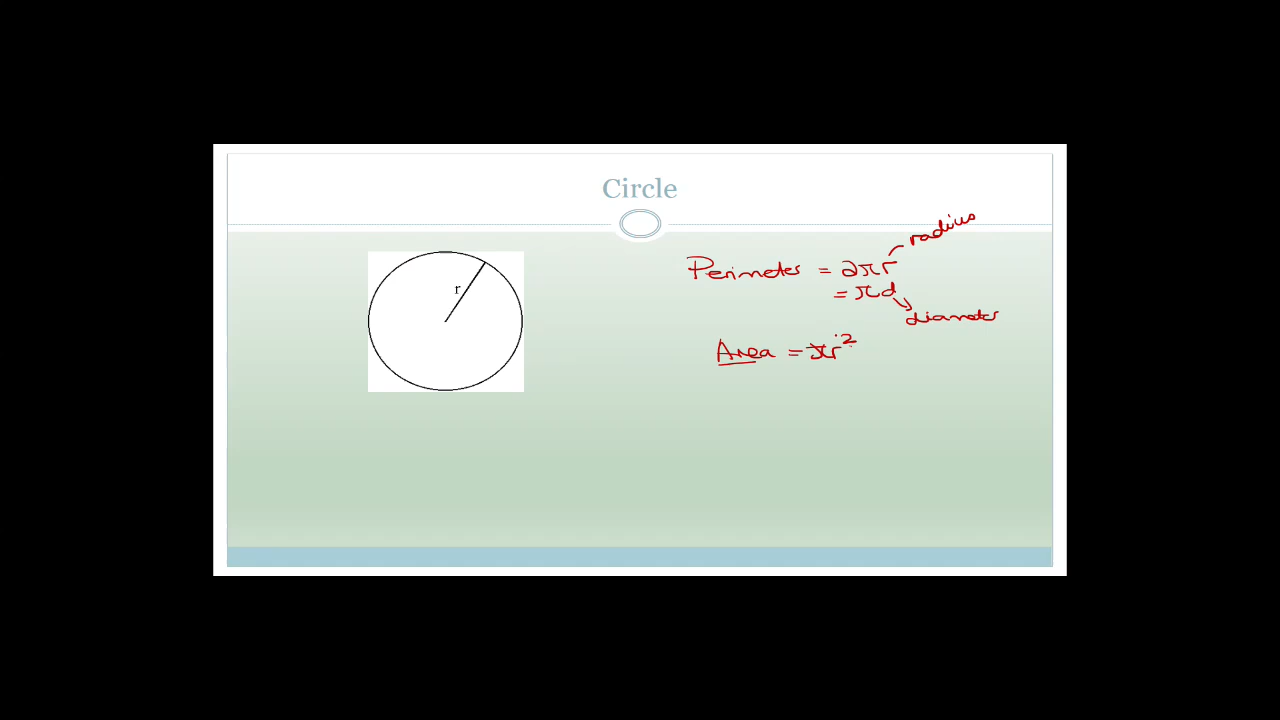 Circle
r
radius
Perimeter = 2πr
= πd
diameter
Area = πr²